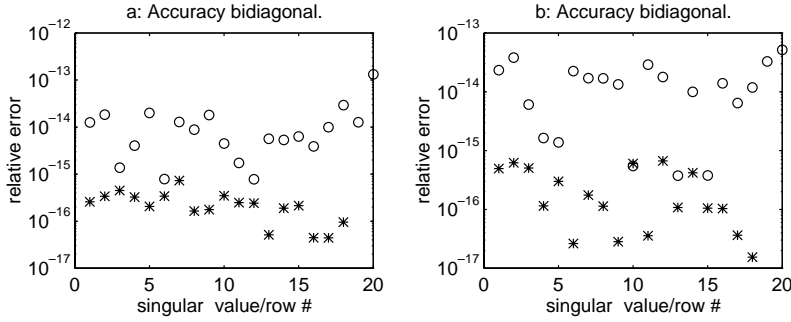 a: Accuracy bidiagonal.
10^-12
10^-13
10^-14
10^-15
10^-16
10^-17
relative error
0 5 10 15 20
singular value/row #
b: Accuracy bidiagonal.
10^-13
10^-14
10^-15
10^-16
10^-17
relative error
0 5 10 15 20
singular value/row #